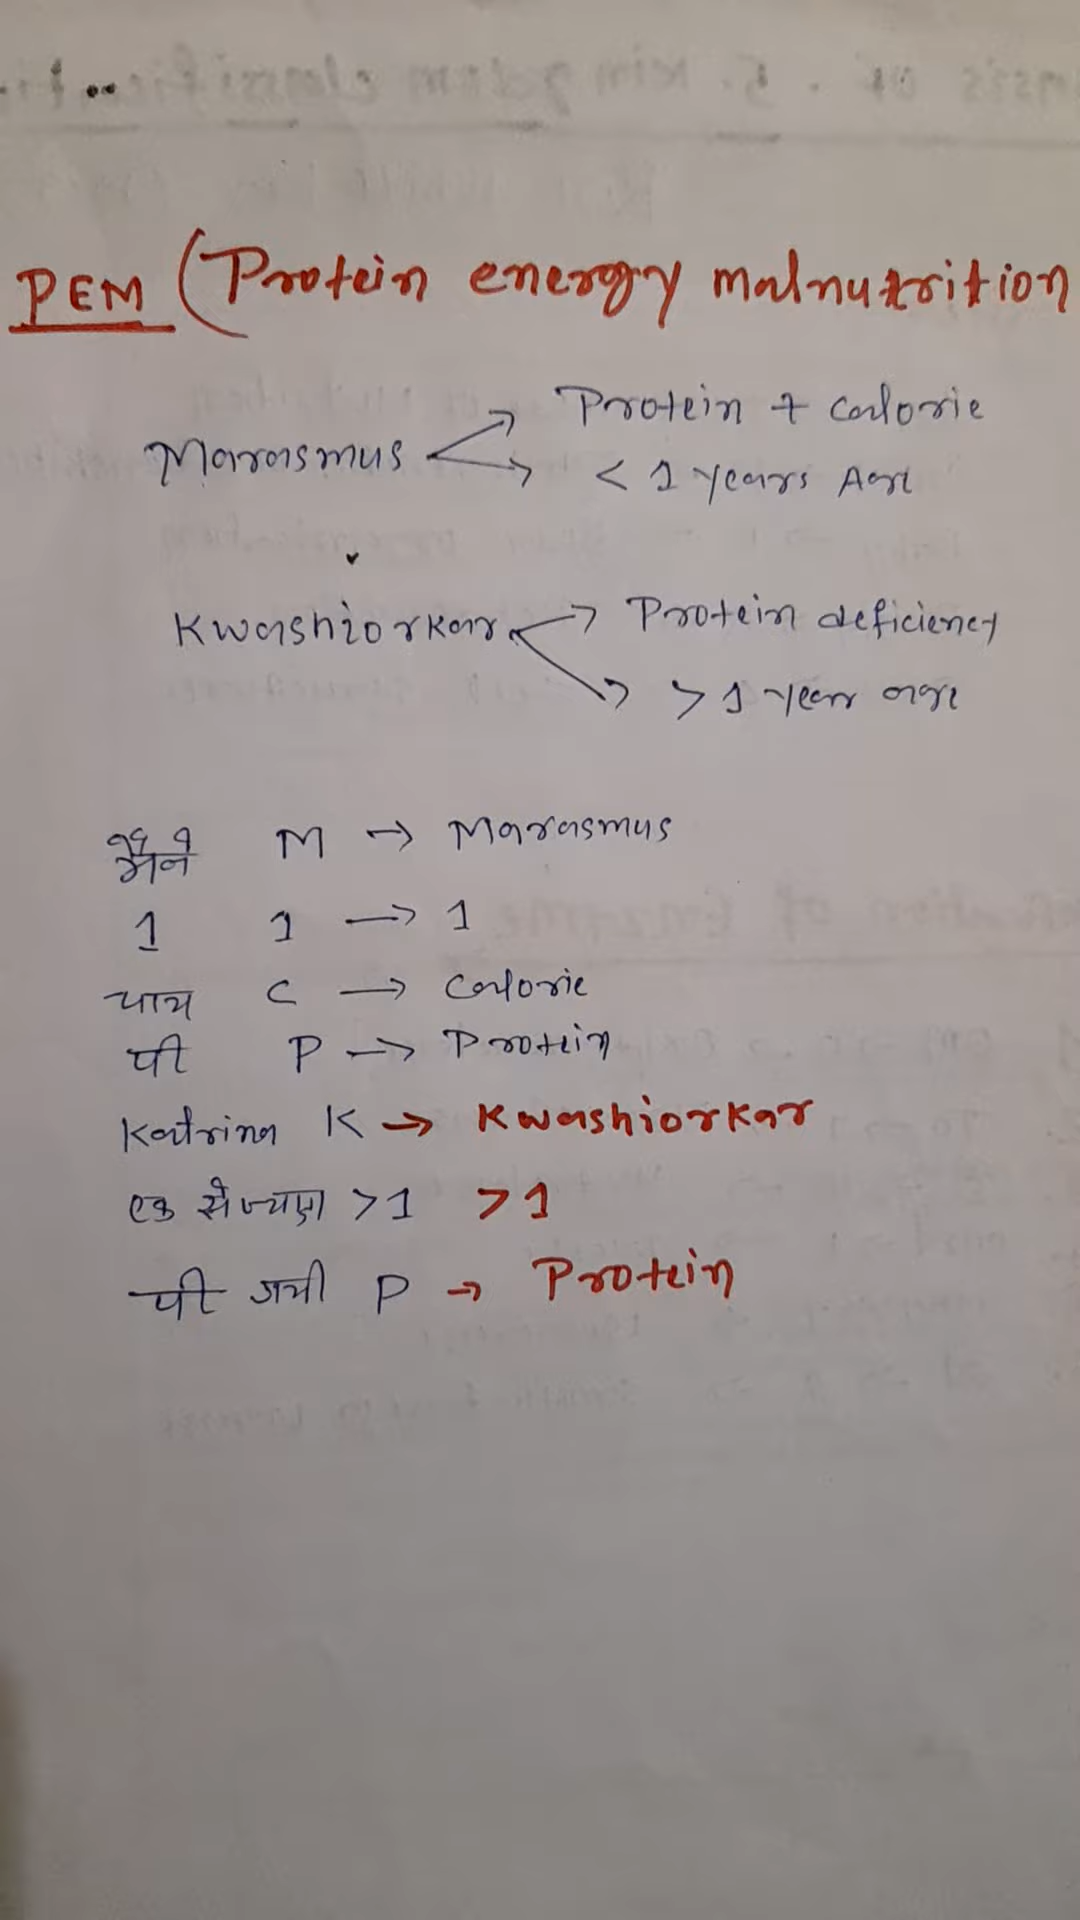 PEM (Protein energy malnutrition
Marasmus → Protein + calorie
→ < 1 years Age
Kwashiorkar → Protein deficiency
→ > 1 year age
मैने M → Marasmus
1 1 → 1
चाय C → Calorie
पी P → Protein
Katrina K → Kwashiorkar
एक से ज्यादा >1 >1
पी गयी P → Protein